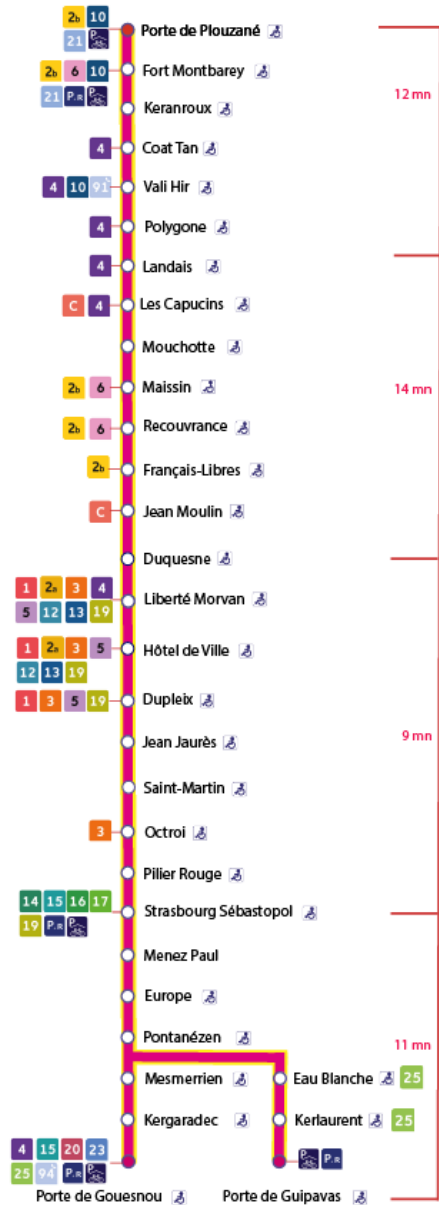 2b 10
21 P
Porte de Plouzané
2b 6 10
21 P+R P
Fort Montbarey
12 mn
Keranroux
4 Coat Tan
4 10 91 Vali Hir
4 Polygone
4 Landais
C 4 Les Capucins
Mouchotte
2b 6 Maissin
14 mn
2b 6 Recouvrance
2b Français-Libres
C Jean Moulin
Duquesne
1 2a 3 4
5 12 13 19
Liberté Morvan
1 2a 3 5
12 13 19
Hôtel de Ville
1 3 5 19 Dupleix
9 mn
Jean Jaurès
Saint-Martin
3 Octroi
Pilier Rouge
14 15 16 17
19 P+R P
Strasbourg Sébastopol
Menez Paul
Europe
Pontanézen
11 mn
Mesmerrien
Eau Blanche 25
Kergaradec
Kerlaurent 25
4 15 20 23
25 94 P+R P
P P+R
Porte de Gouesnou
Porte de Guipavas